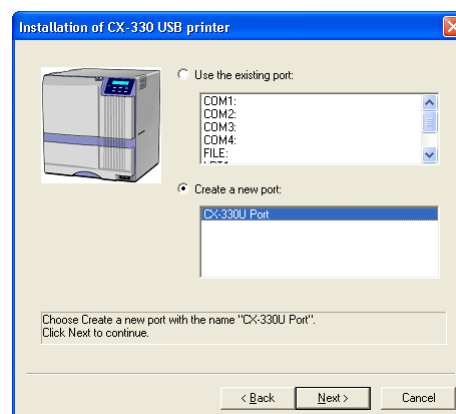 Installation of CX-330 USB printer
Use the existing port:
COM1:
COM2:
COM3:
COM4:
FILE:
Create a new port:
CX-330U Port
Choose Create a new port with the name "CX-330U Port".
Click Next to continue.
< Back
Next >
Cancel